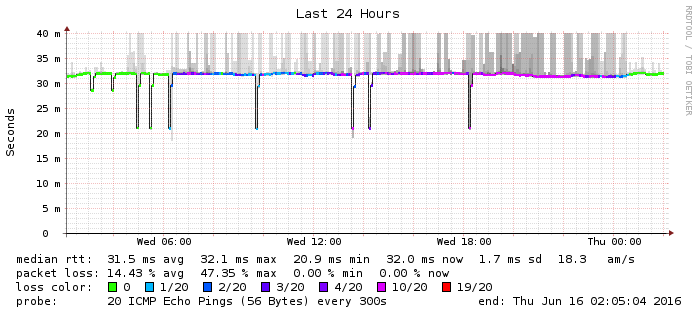 Last 24 Hours
RRDTOOL / TOBI OETIKER
Seconds
40 m
35 m
30 m
25 m
20 m
15 m
10 m
5 m
0
Wed 06:00 Wed 12:00 Wed 18:00 Thu 00:00
median rtt: 31.5 ms avg 32.1 ms max 20.9 ms min 32.0 ms now 1.7 ms sd 18.3 am/s
packet loss: 14.43 % avg 47.35 % max 0.00 % min 0.00 % now
loss color: 0 1/20 2/20 3/20 4/20 10/20 19/20
probe: 20 ICMP Echo Pings (56 Bytes) every 300s end: Thu Jun 16 02:05:04 2016